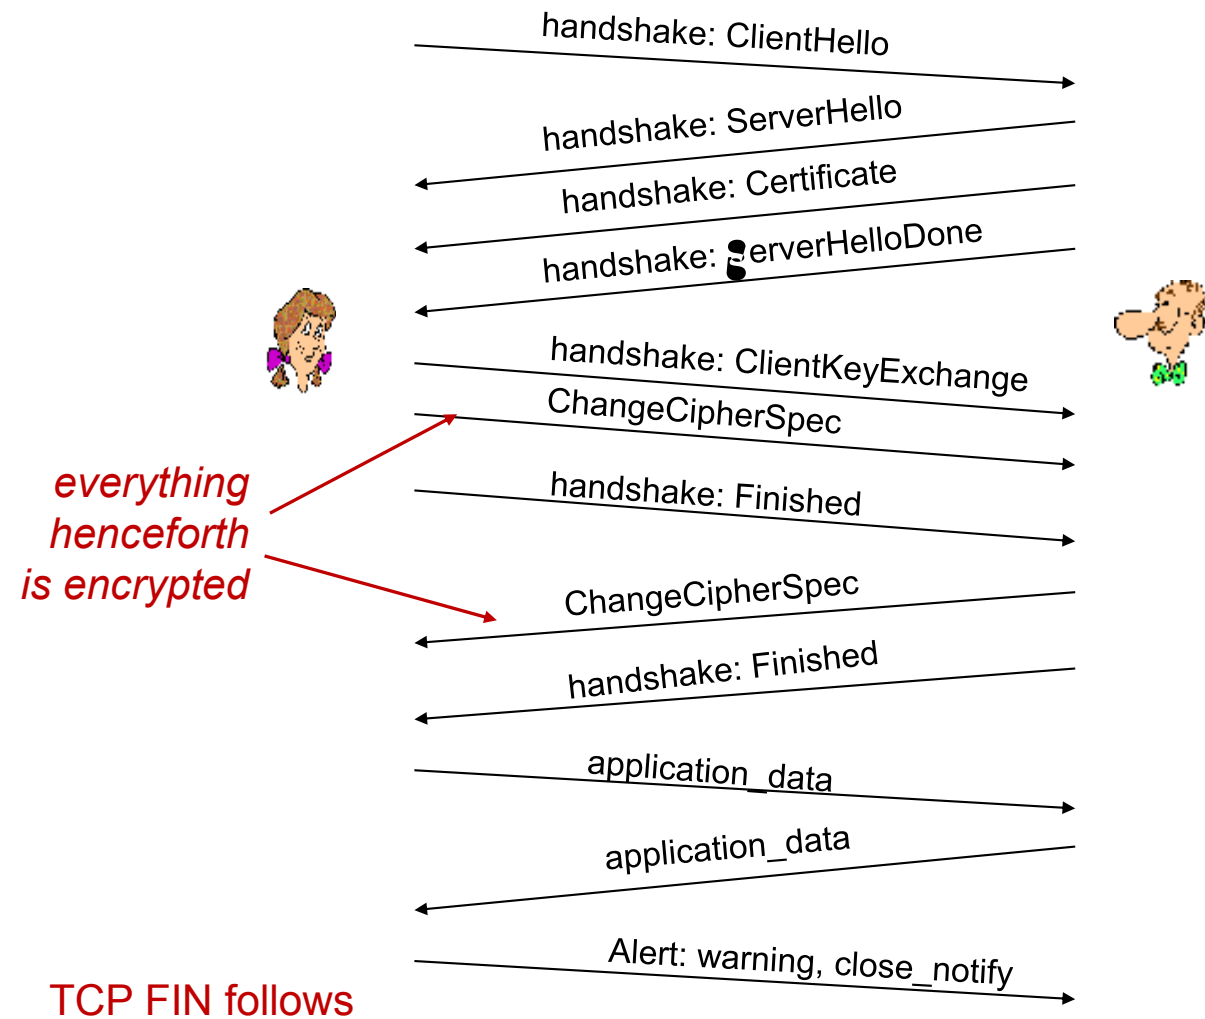 handshake: ClientHello
handshake: ServerHello
handshake: Certificate
handshake: ServerHelloDone
handshake: ClientKeyExchange
ChangeCipherSpec
everything
henceforth
is encrypted
handshake: Finished
ChangeCipherSpec
handshake: Finished
application_data
application_data
Alert: warning, close_notify
TCP FIN follows